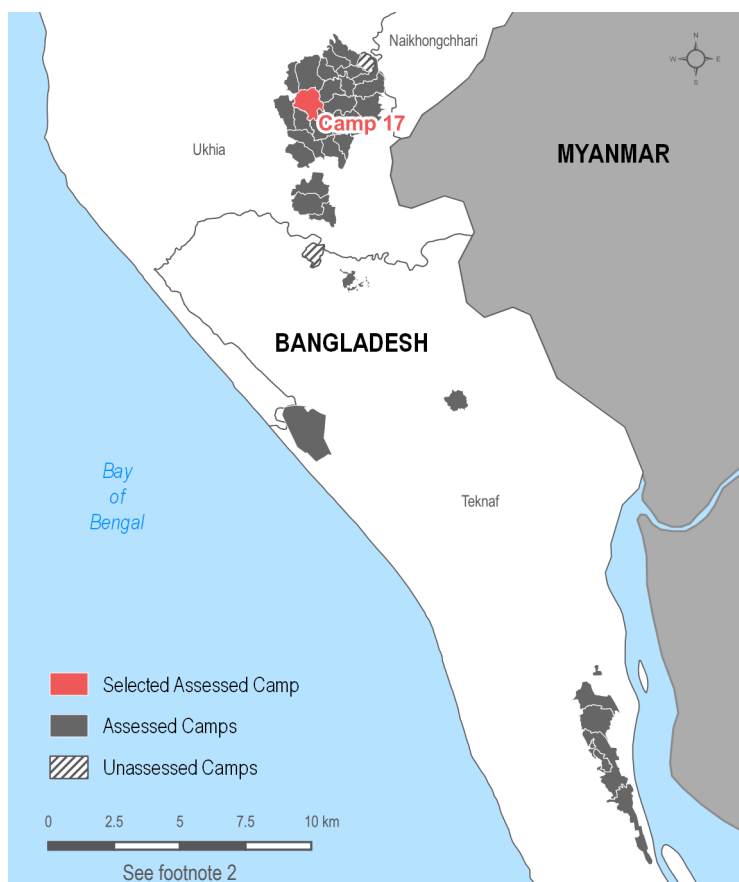 Naikhongchhari
N
W
E
S
Camp 17
Ukhia
MYANMAR
BANGLADESH
Bay
of
Bengal
Teknaf
Selected Assessed Camp
Assessed Camps
Unassessed Camps
0 2.5 5 7.5 10 km
See footnote 2